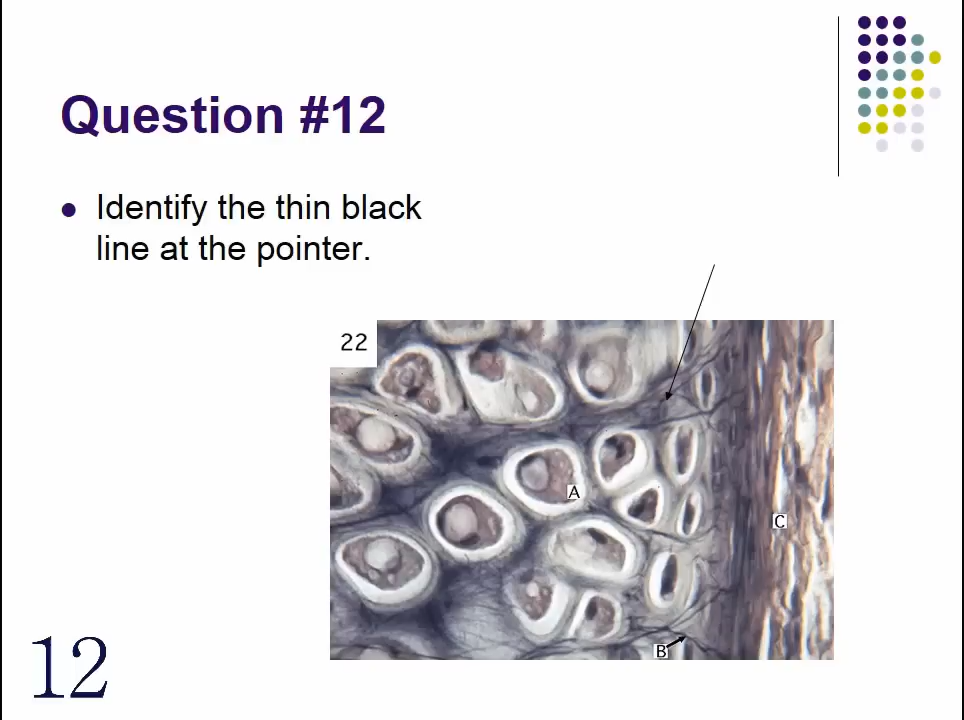 Question #12
Identify the thin black
line at the pointer.
22
A
C
B
12